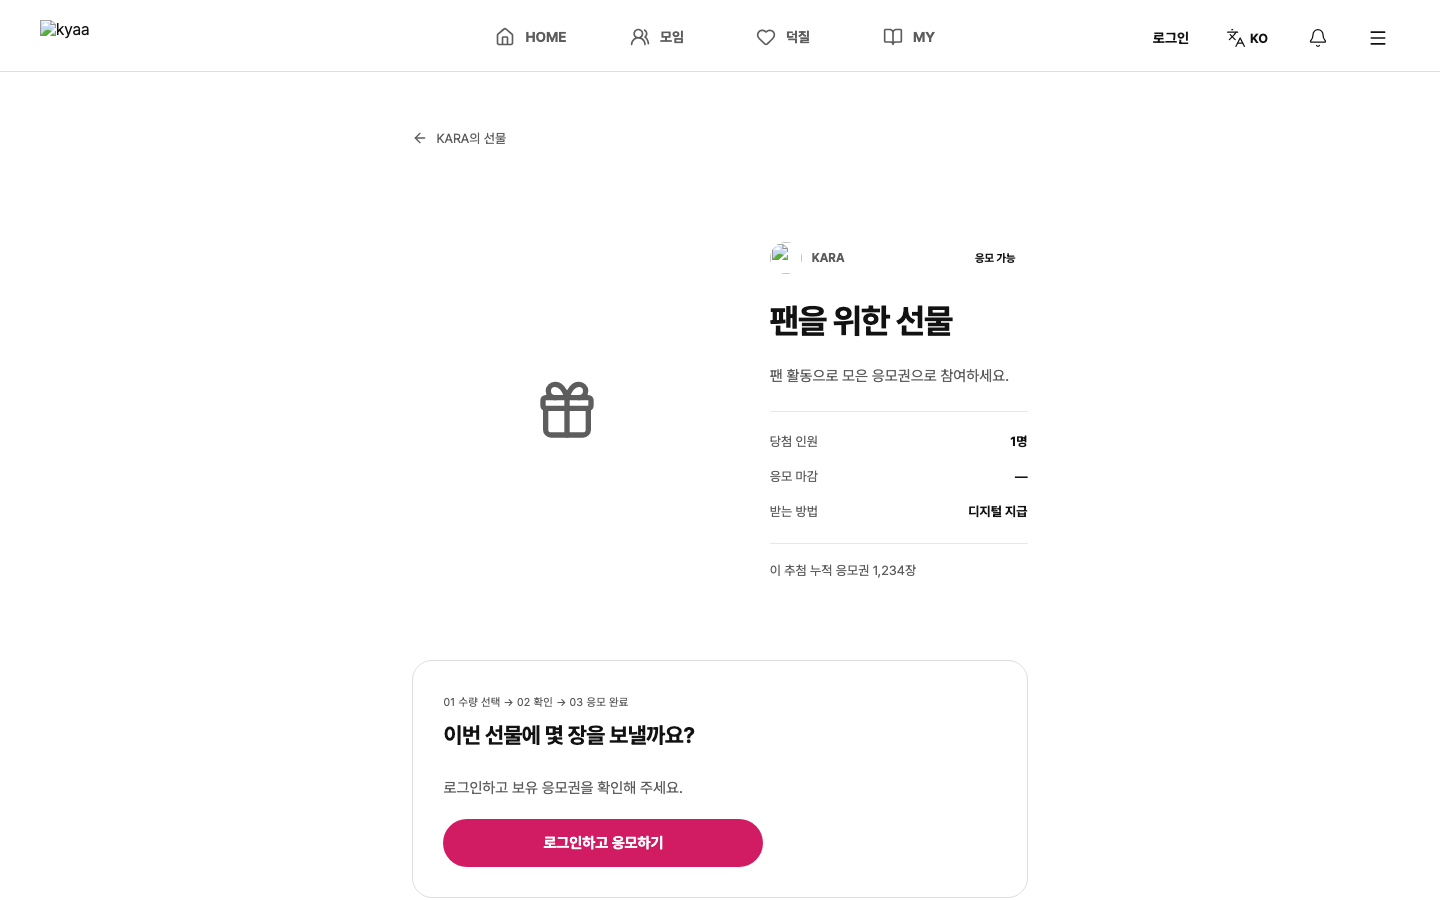 kyaa
HOME
모임
덕질
MY
로그인
KO
KARA의 선물
KARA
응모 가능
팬을 위한 선물
팬 활동으로 모은 응모권으로 참여하세요.
당첨 인원 1명
응모 마감 —
받는 방법 디지털 지급
이 추첨 누적 응모권 1,234장
01 수량 선택 → 02 확인 → 03 응모 완료
이번 선물에 몇 장을 보낼까요?
로그인하고 보유 응모권을 확인해 주세요.
로그인하고 응모하기